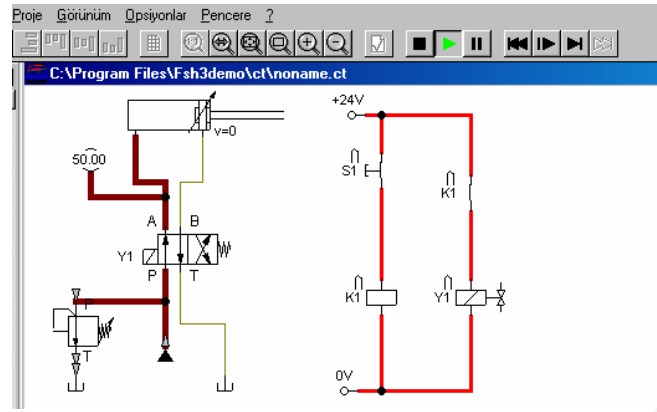 Proje Görünüm Opsiyonlar Pencere ?
C:\Program Files\Fsh3demo\ct\noname.ct
+24V
v=0
50.00
S1
K1
A B
Y1
P T
P
K1
Y1
T
0V